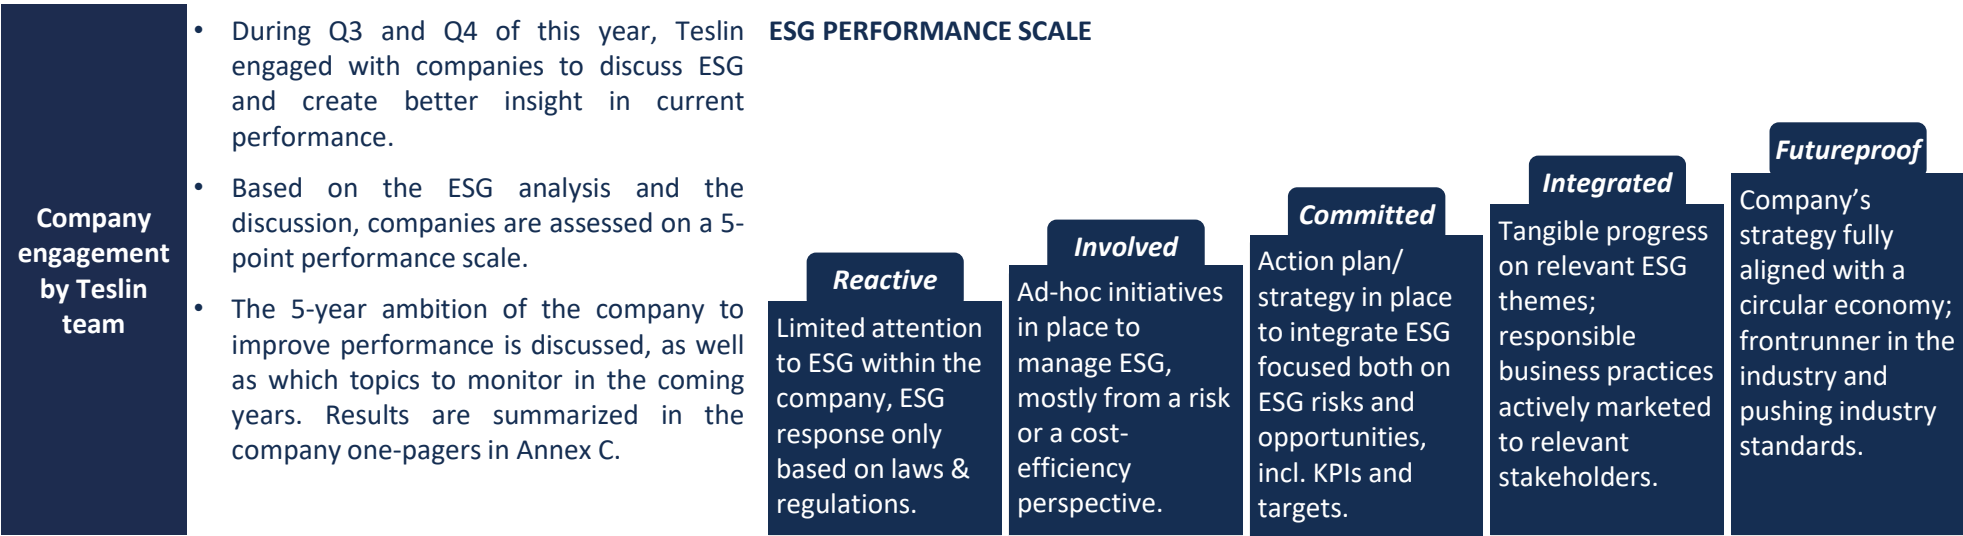 Company
engagement
by Teslin
team
• During Q3 and Q4 of this year, Teslin
engaged with companies to discuss ESG
and create better insight in current
performance.
• Based on the ESG analysis and the
discussion, companies are assessed on a 5-
point performance scale.
• The 5-year ambition of the company to
improve performance is discussed, as well
as which topics to monitor in the coming
years. Results are summarized in the
company one-pagers in Annex C.
ESG PERFORMANCE SCALE
Reactive
Limited attention
to ESG within the
company, ESG
response only
based on laws &
regulations.
Involved
Ad-hoc initiatives
in place to
manage ESG,
mostly from a risk
or a cost-
efficiency
perspective.
Committed
Action plan/
strategy in place
to integrate ESG
focused both on
ESG risks and
opportunities,
incl. KPIs and
targets.
Integrated
Tangible progress
on relevant ESG
themes;
responsible
business practices
actively marketed
to relevant
stakeholders.
Futureproof
Company’s
strategy fully
aligned with a
circular economy;
frontrunner in the
industry and
pushing industry
standards.